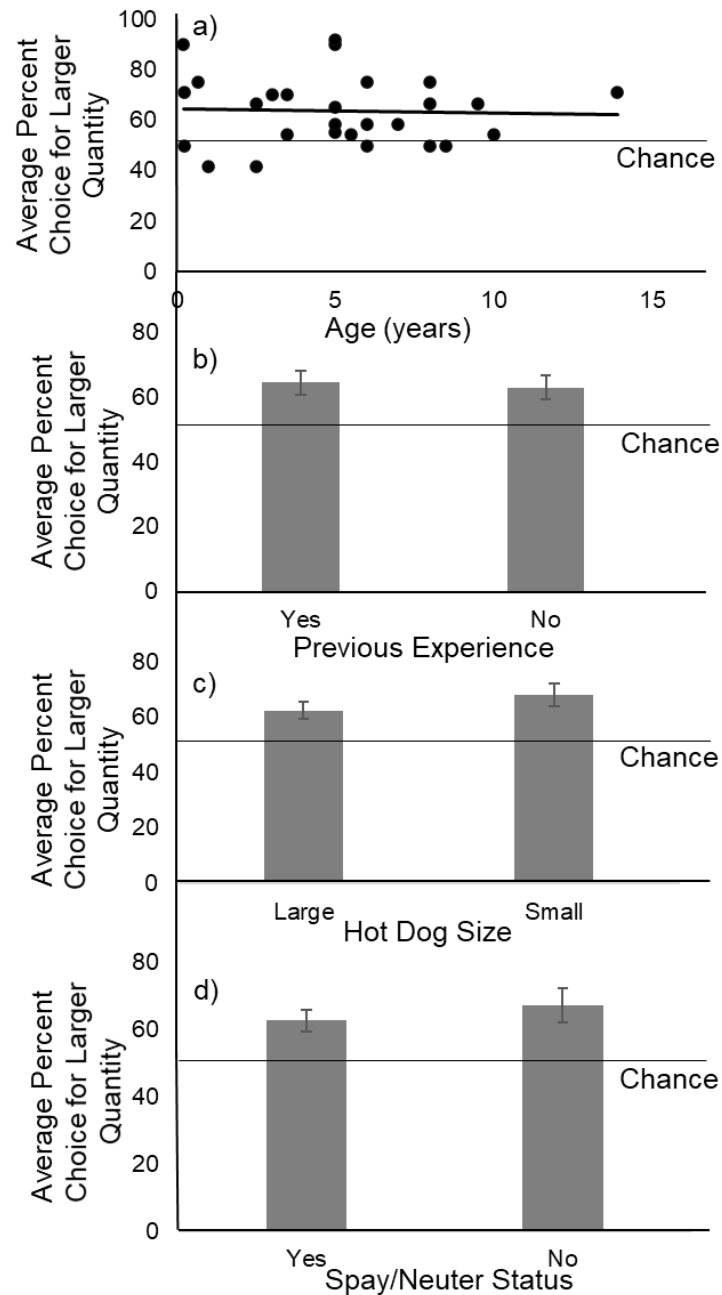 a)
Average Percent
Choice for Larger
Quantity
100
80
60
40
20
0
Chance
0 5 10 15
Age (years)
b)
Average Percent
Choice for Larger
Quantity
80
60
40
20
0
Chance
Yes No
Previous Experience
c)
Average Percent
Choice for Larger
Quantity
80
60
40
20
0
Chance
Large Small
Hot Dog Size
d)
Average Percent
Choice for Larger
Quantity
80
60
40
20
0
Chance
Yes No
Spay/Neuter Status